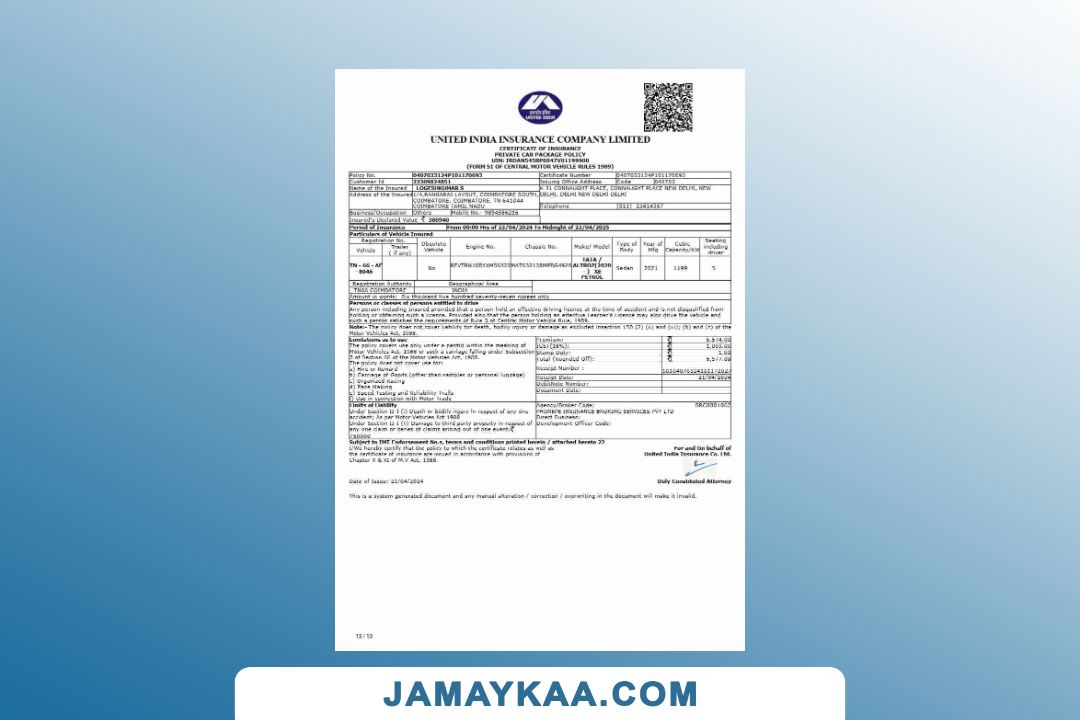 UNITED INDIA
UNITED INDIA INSURANCE COMPANY LIMITED
CERTIFICATE OF INSURANCE
PRIVATE CAR PACKAGE POLICY
(FORM 51 OF CENTRAL MOTOR VEHICLE RULES 1989)
Policy No. 0407033124P101170693 Certificate Number 0407033124P101170693
Customer Id 23309824851 Issuing Office Address Code 040703
Name of the Insured LOGESHKUMAR S K 31 CONNAUGHT PLACE, CONNAUGHT PLACE NEW DELHI, NEW
Address of the Insured LAYOUT, COIMBATORE SOUTH, DELHI, DELHI NEW DELHI DELHI
COIMBATORE, COIMBATORE, TN 641044
COIMBATORE TAMIL NADU Telephone (011) 23414357
Business/Occupation Others Mobile No.-
Insured's Declared Value ₹ 380940
Period of Insurance From 00:00 Hrs of 23/04/2024 To Midnight of 22/04/2025
Particulars of Vehicle Insured
Registration No.
Vehicle Trailer ( if any) Obsolete Vehicle Engine No. Chassis No. Make/ Model Type of Body Year of Mfg Cubic Capacity/KW Seating including driver
TN - 66 - AF 8046 No TATA / ALTROZ(2020 -) XE PETROL Sedan 2021 1199 5
Registration Authority Geographical Area
TN66 COIMBATORE INDIA
Amount in words: Six thousand five hundred seventy-seven rupees only
Persons or classes of persons entitled to drive
Any person including insured provided that a person held an effective driving licence at the time of accident and is not disqualified from
holding or obtaining such a licence. Provided also that the person holding an effective Learner's License may also drive the vehicle and
such a person satisfies the requirements of Rule 3 of Central Motor Vehicle Rule, 1989.
Note:- The policy does not cover liability for death, bodily injury or damage as excluded insection 150 (2) (a) and (b) and (c) of the
Motor Vehicles Act, 1988.
Limitations as to use:
The policy covers use only under a permit within the meaning of
Motor Vehicles Act, 1988 or such a carriage falling under Subsection
3 of Section 66 of the Motor Vehicles Act, 1988.
The policy does not cover use for:
a) Hire or Reward
b) Carriage of Goods (other than samples or personal luggage)
c) Organized Racing
d) Pace Making
e) Speed Testing and Reliability Trails
f) Use in connection with Motor Trade
Premium: ₹ 5,574.00
₹ 1,003.00
Stamp Duty: ₹ 1.00
Total (Rounded Off): ₹ 6,577.00
Receipt Number :
Receipt Date: 21/04/2024
DebitNote Number:
Document Date:
Limits of Liability
Under Section II I (i) Death or bodily injury in respect of any one
accident: As per Motor Vehicles Act 1988
Under Section II I (ii) Damage to third party property in respect of
any one claim or series of claims arising out of one event: ₹
750000
Agency/Broker Code:
INSURANCE BROKING SERVICES PVT LTD
Direct Business:
Development Officer Code:
Subject to IMT Endorsement No.s, terms and conditions printed herein / attached hereto 22
I/We hereby certify that the policy to which the certificate relates as well as
the certificate of insurance are issued in accordance with provisions of
Chapter X & XI of M.V Act, 1988.
For and On behalf of
United India Insurance Co. Ltd.
Date of Issue: 21/04/2024 Duly Constituted Attorney
This is a system generated document and any manual alteration / correction / overwriting in the document will make it invalid.
13 / 13
JAMAYKAA.COM